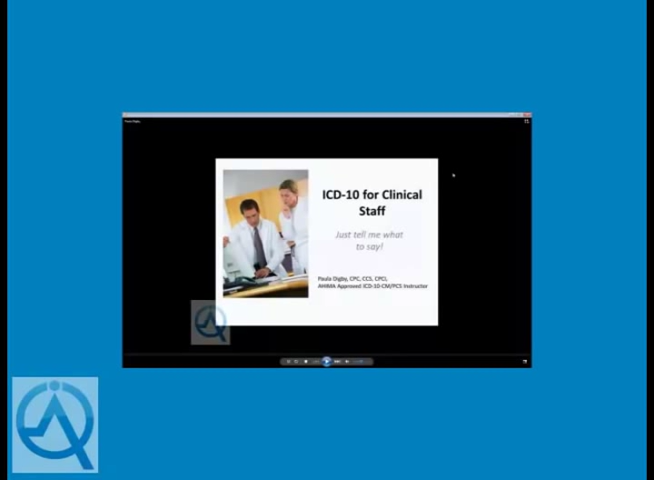 ICD-10 for Clinical
Staff
Just tell me what
to say!
Paula Digby, CPC, CCS, CPCI,
AHIMA Approved ICD-10-CM/PCS Instructor